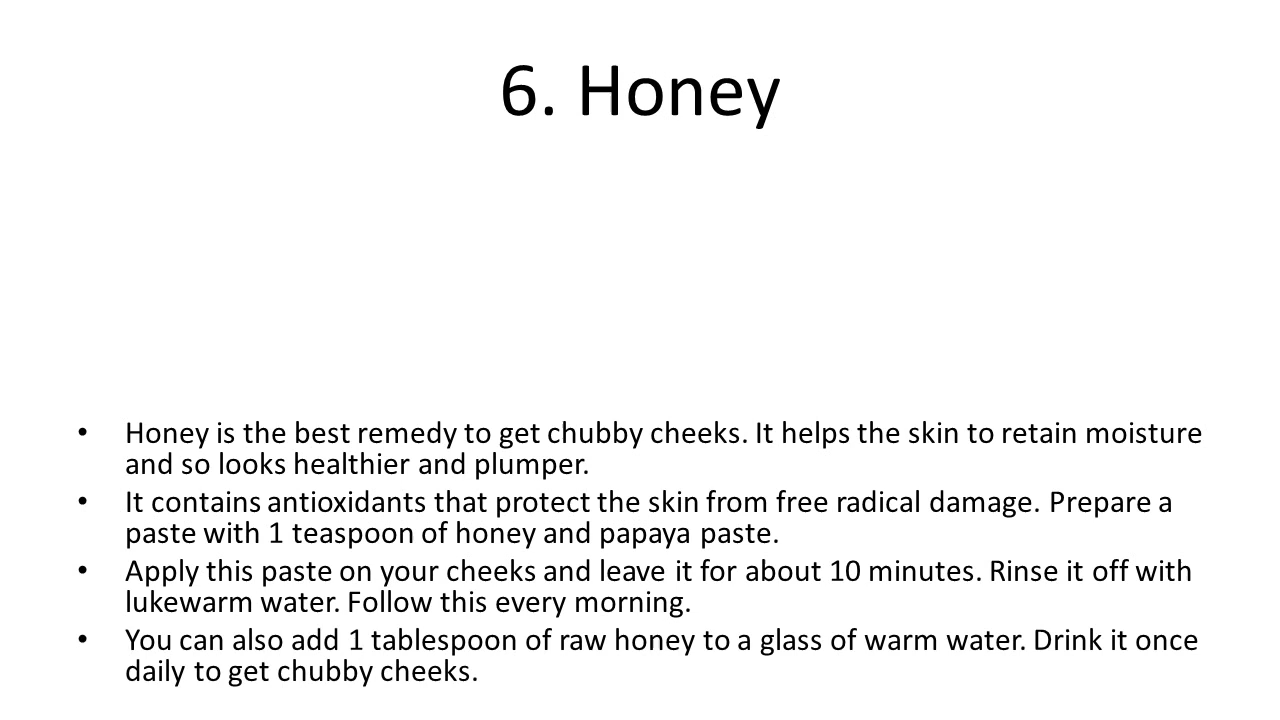 6. Honey
• Honey is the best remedy to get chubby cheeks. It helps the skin to retain moisture
and so looks healthier and plumper.
• It contains antioxidants that protect the skin from free radical damage. Prepare a
paste with 1 teaspoon of honey and papaya paste.
• Apply this paste on your cheeks and leave it for about 10 minutes. Rinse it off with
lukewarm water. Follow this every morning.
• You can also add 1 tablespoon of raw honey to a glass of warm water. Drink it once
daily to get chubby cheeks.